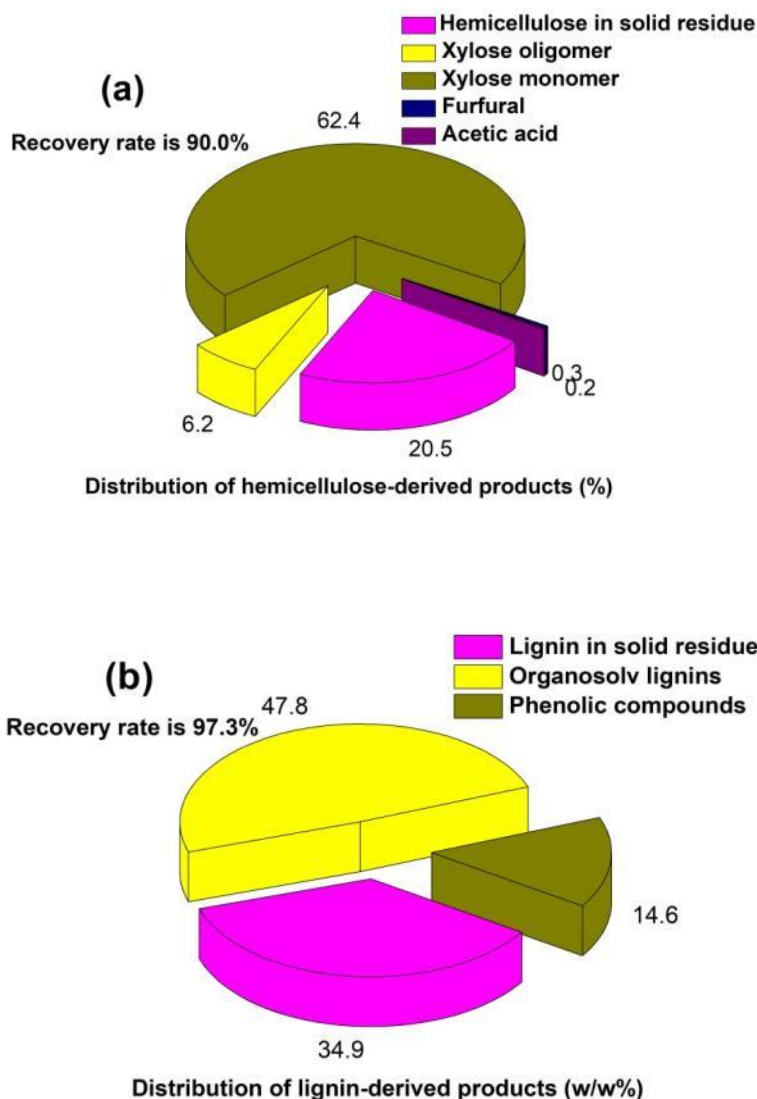 Hemicellulose in solid residue
Xylose oligomer
Xylose monomer
Furfural
Acetic acid
(a)
Recovery rate is 90.0%
62.4
0.3
0.2
6.2
20.5
Distribution of hemicellulose-derived products (%)
Lignin in solid residue
Organosolv lignins
Phenolic compounds
(b)
47.8
Recovery rate is 97.3%
14.6
34.9
Distribution of lignin-derived products (w/w%)